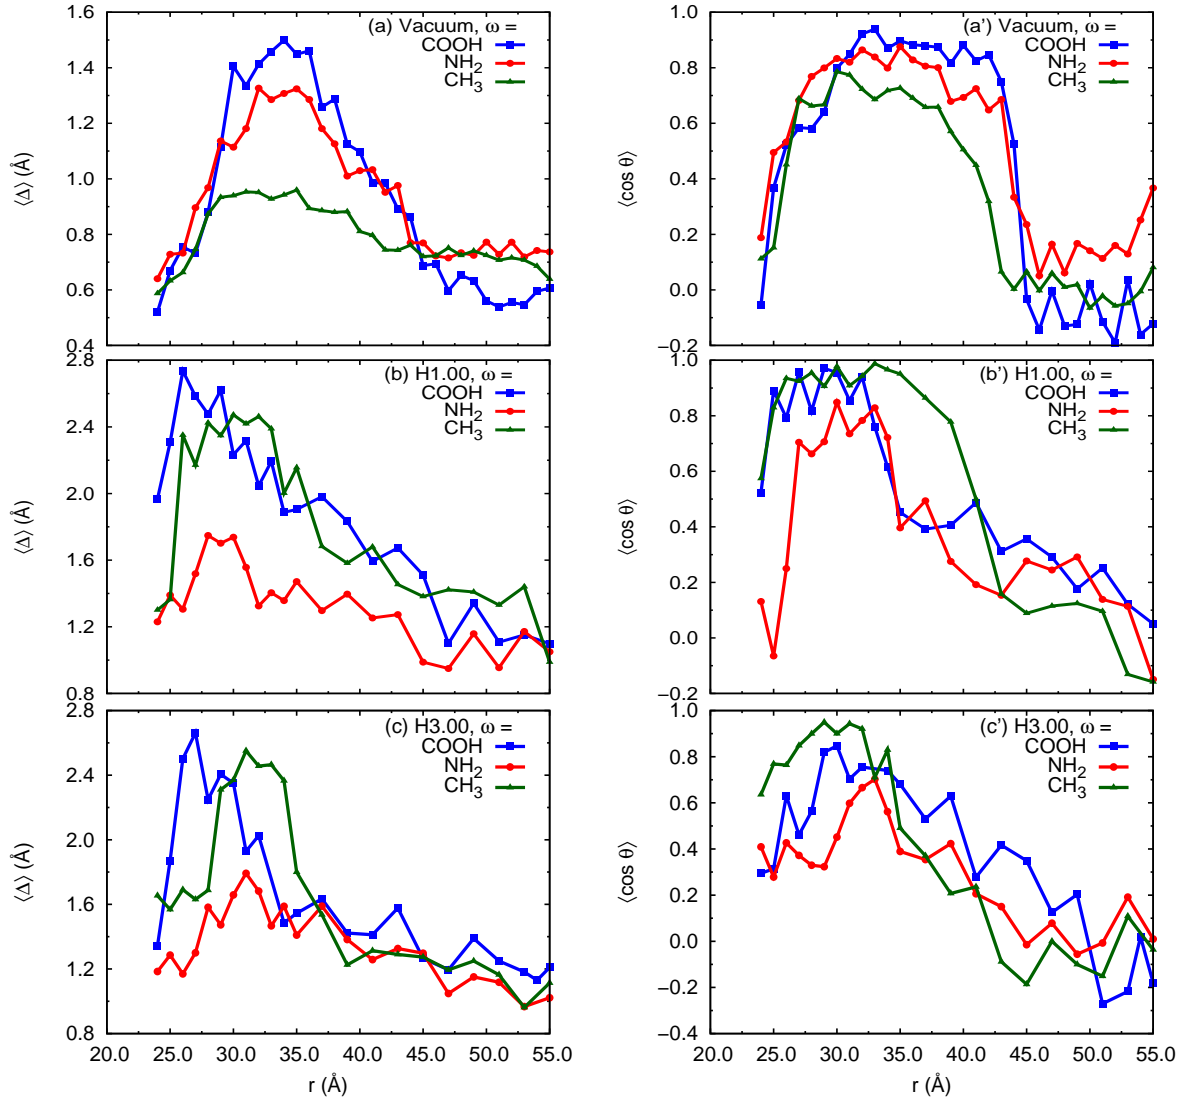 (a) Vacuum, ω =
COOH
NH2
CH3
1.6
1.4
1.2
1.0
0.8
0.6
0.4
⟨Δ⟩ (Å)
(a') Vacuum, ω =
COOH
NH2
CH3
1.0
0.8
0.6
0.4
0.2
0.0
−0.2
⟨cos θ⟩
(b) H1.00, ω =
COOH
NH2
CH3
2.8
2.4
2.0
1.6
1.2
0.8
⟨Δ⟩ (Å)
(b') H1.00, ω =
COOH
NH2
CH3
1.0
0.8
0.6
0.4
0.2
0.0
−0.2
⟨cos θ⟩
(c) H3.00, ω =
COOH
NH2
CH3
2.8
2.4
2.0
1.6
1.2
0.8
⟨Δ⟩ (Å)
20.0 25.0 30.0 35.0 40.0 45.0 50.0 55.0
r (Å)
(c') H3.00, ω =
COOH
NH2
CH3
1.0
0.8
0.6
0.4
0.2
0.0
−0.2
−0.4
⟨cos θ⟩
20.0 25.0 30.0 35.0 40.0 45.0 50.0 55.0
r (Å)